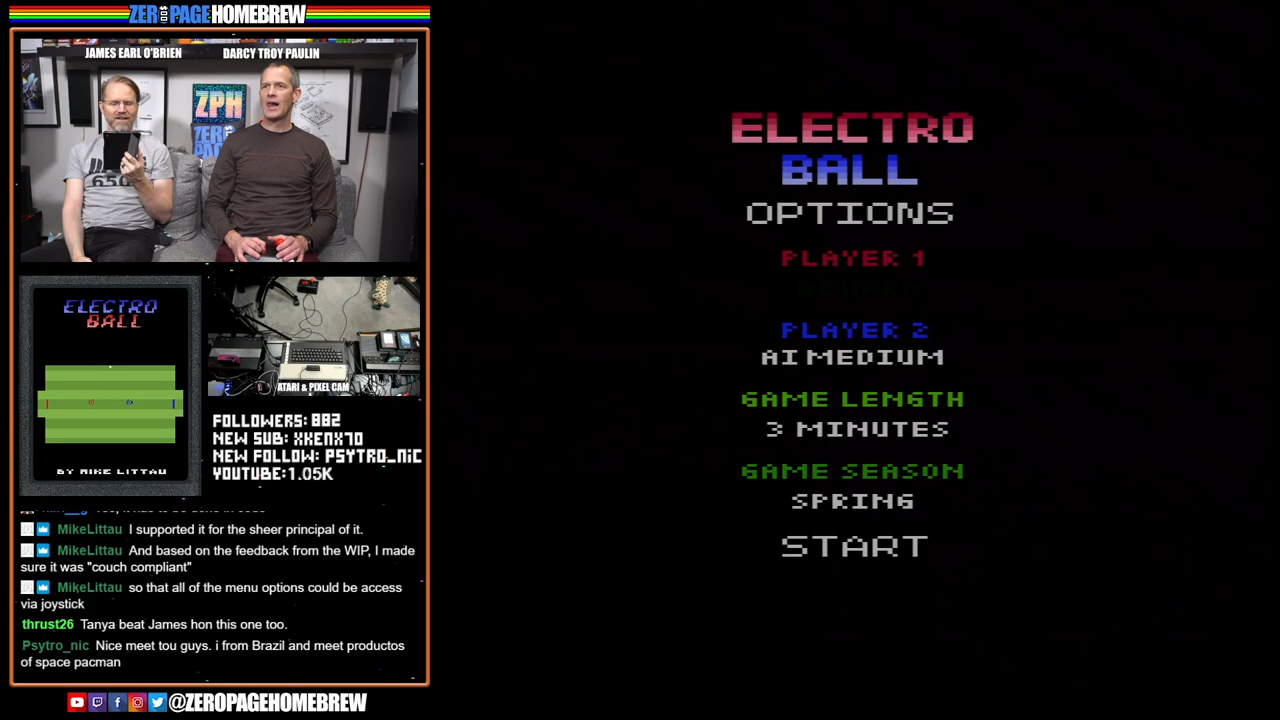 ZEROPAGE HOMEBREW
JAMES EARL O'BRIEN
DARCY TROY PAULIN
ZPH
ELECTRO
BALL
BY MIKE LITTAU
ATARI & PIXEL CAM
FOLLOWERS: 882
NEW SUB: XKENX70
NEW FOLLOW: PSYTRO_NIC
YOUTUBE:1.05K
MikeLittau I supported it for the sheer principal of it.
MikeLittau And based on the feedback from the WIP, I made
sure it was "couch compliant"
MikeLittau so that all of the menu options could be access
via joystick
thrust26 Tanya beat James hon this one too.
Psytro_nic Nice meet tou guys. i from Brazil and meet productos
of space pacman
@ZEROPAGEHOMEBREW
ELECTRO
BALL
OPTIONS
PLAYER 1
AI HARD
PLAYER 2
AI MEDIUM
GAME LENGTH
3 MINUTES
GAME SEASON
SPRING
START